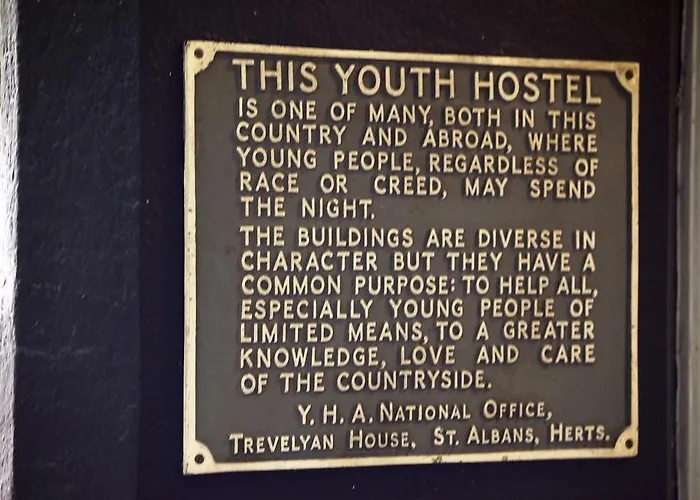 THIS YOUTH HOSTEL
IS ONE OF MANY, BOTH IN THIS
COUNTRY AND ABROAD, WHERE
YOUNG PEOPLE, REGARDLESS OF
RACE OR CREED, MAY SPEND
THE NIGHT.
THE BUILDINGS ARE DIVERSE IN
CHARACTER BUT THEY HAVE A
COMMON PURPOSE: TO HELP ALL,
ESPECIALLY YOUNG PEOPLE OF
LIMITED MEANS, TO A GREATER
KNOWLEDGE, LOVE AND CARE
OF THE COUNTRYSIDE.
Y. H. A. NATIONAL OFFICE,
TREVELYAN HOUSE, ST. ALBANS, HERTS.